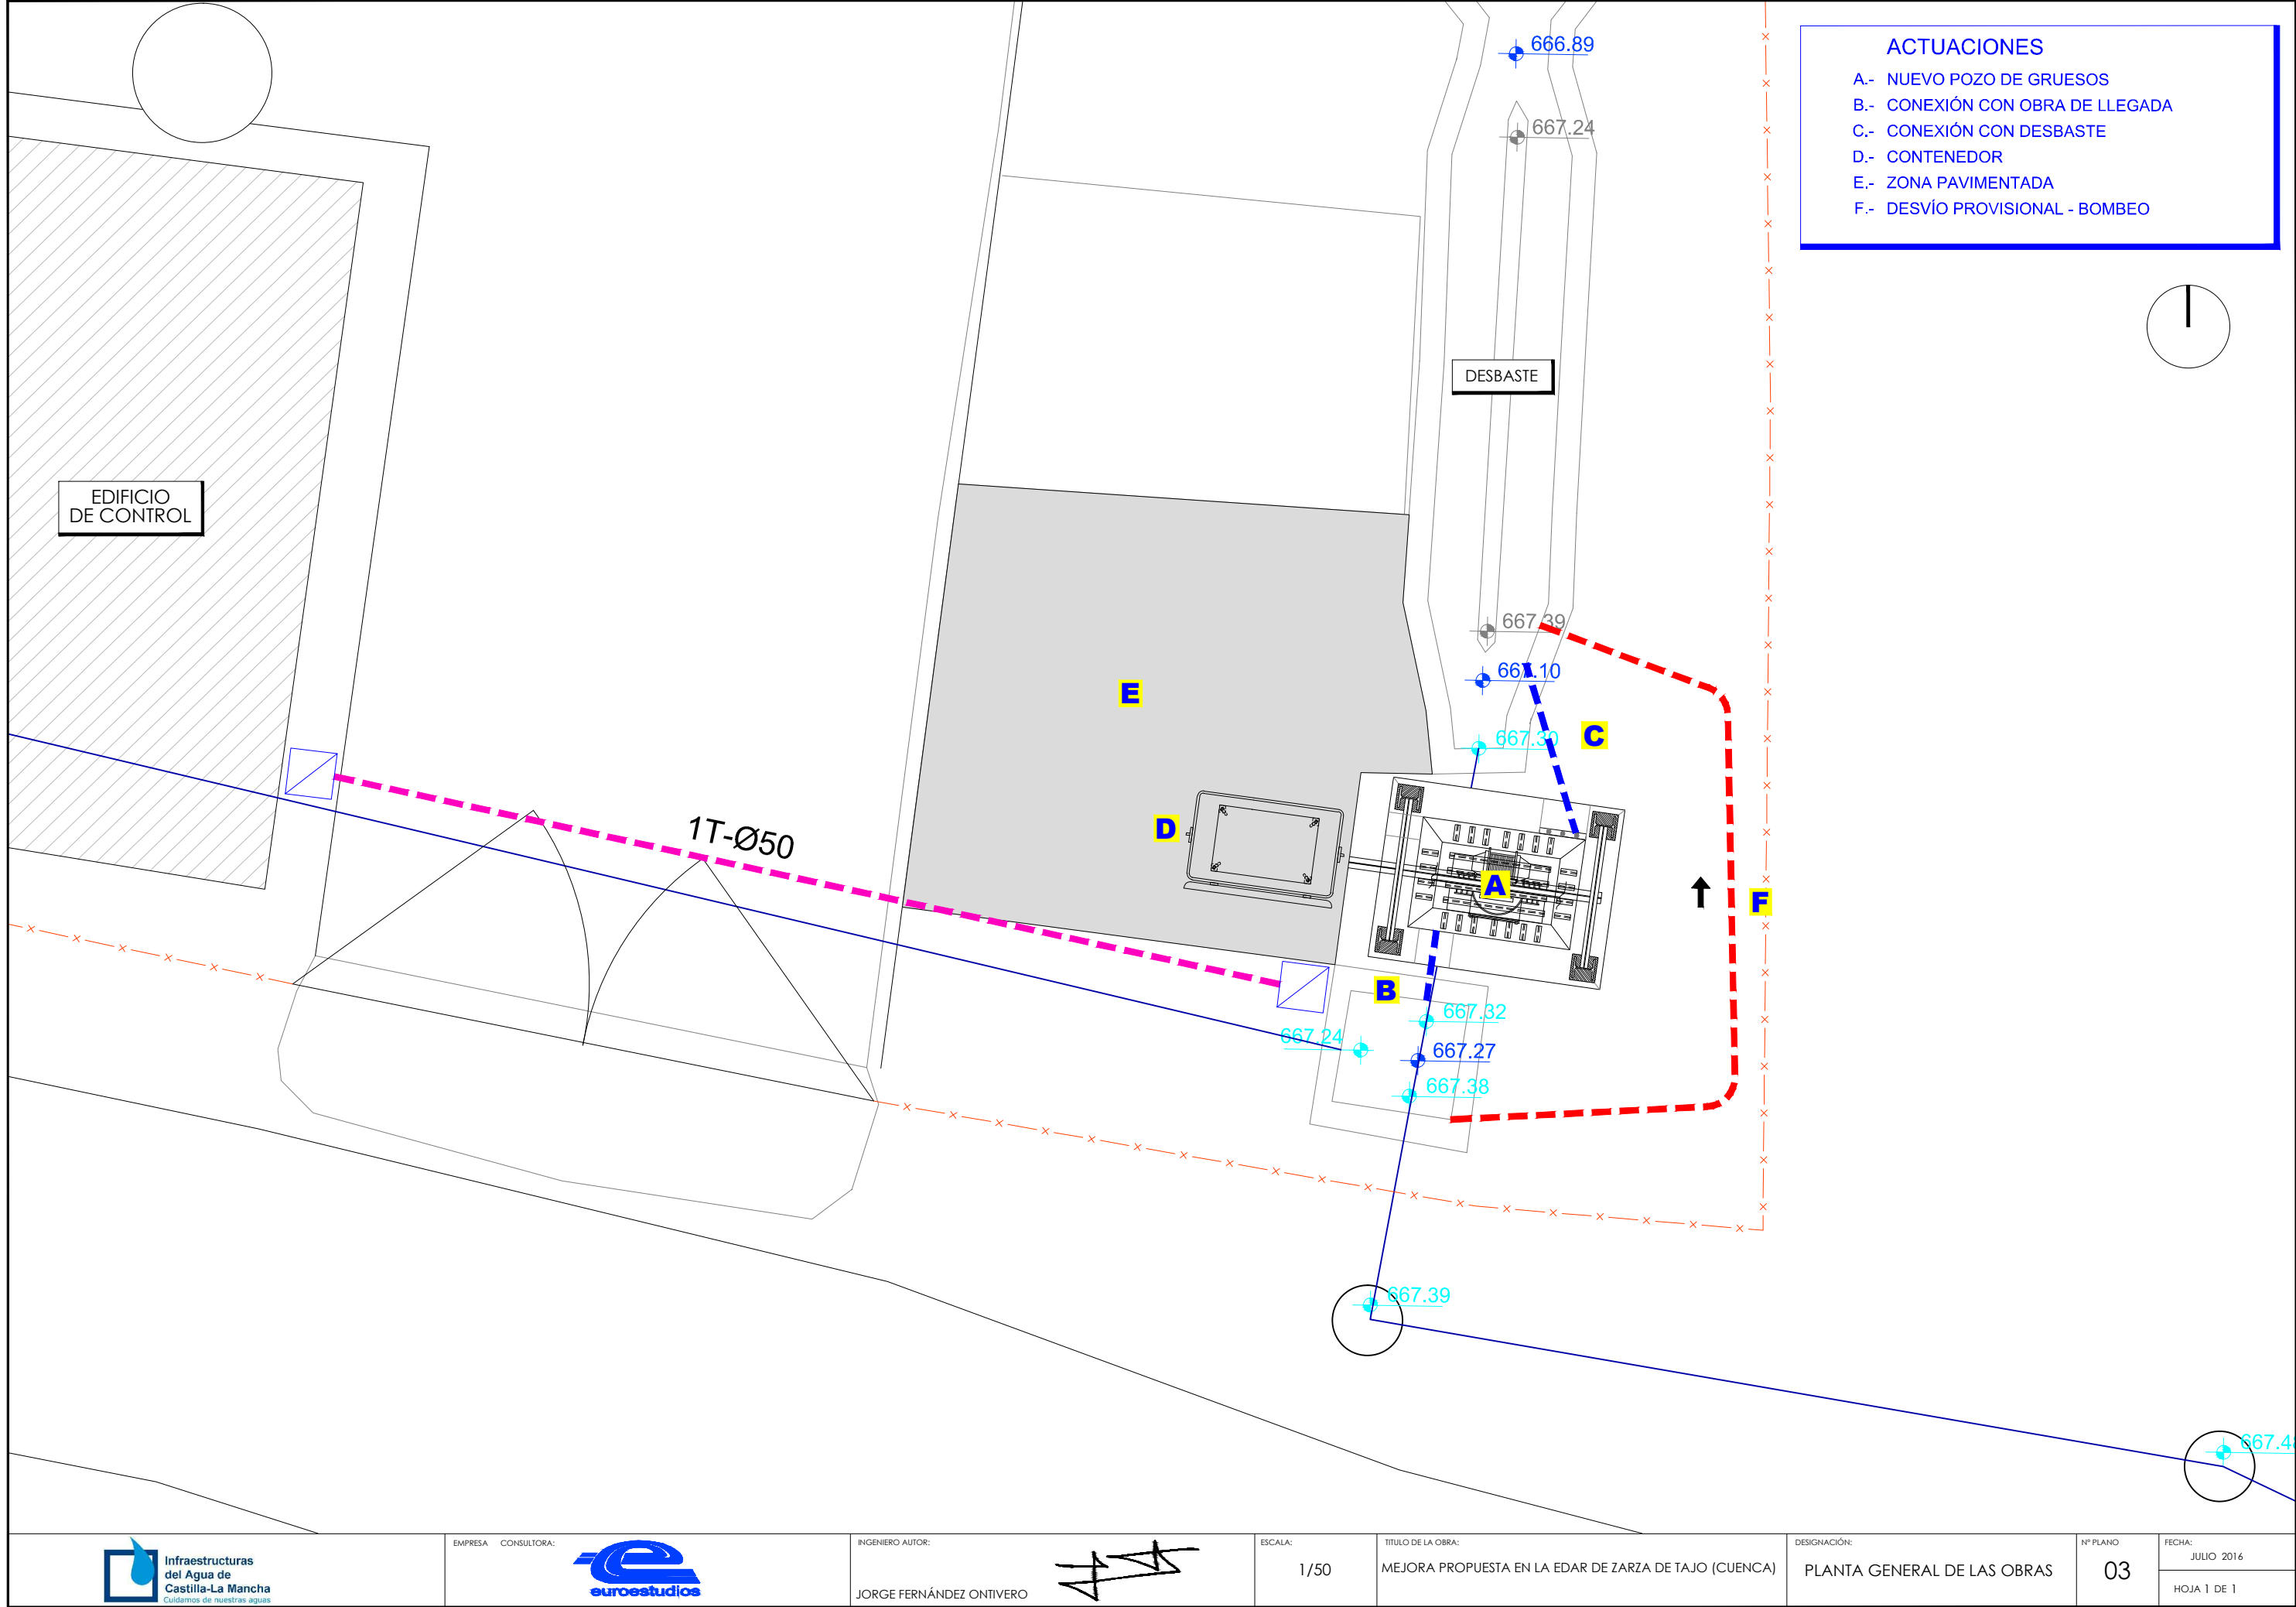 ACTUACIONES
A.- NUEVO POZO DE GRUESOS
B.- CONEXIÓN CON OBRA DE LLEGADA
C.- CONEXIÓN CON DESBASTE
D.- CONTENEDOR
E.- ZONA PAVIMENTADA
F.- DESVÍO PROVISIONAL - BOMBEO
666.89
667.24
DESBASTE
EDIFICIO
DE CONTROL
667.39
667.10
E
C
667.30
1T-Ø50
D
A
F
B
667.32
667.24
667.27
667.38
667.39
Infraestructuras
del Agua de
Castilla-La Mancha
Cuidamos de nuestras aguas
EMPRESA CONSULTORA:
euroestudios
INGENIERO AUTOR:
JORGE FERNÁNDEZ ONTIVERO
ESCALA:
1/50
TITULO DE LA OBRA:
MEJORA PROPUESTA EN LA EDAR DE ZARZA DE TAJO (CUENCA)
DESIGNACIÓN:
PLANTA GENERAL DE LAS OBRAS
Nº PLANO
03
FECHA:
JULIO 2016
HOJA 1 DE 1